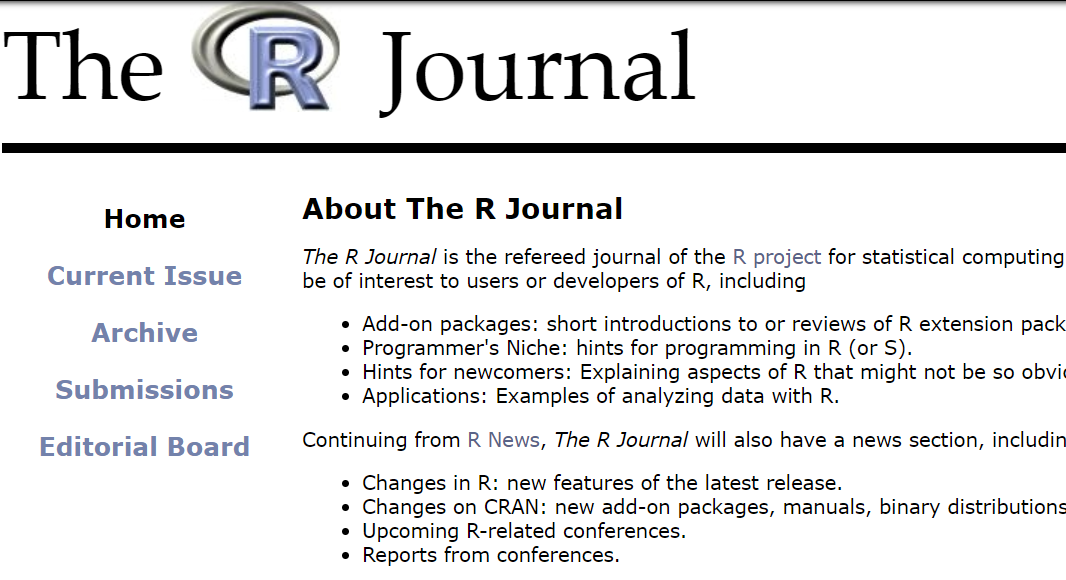 The R Journal
Home
Current Issue
Archive
Submissions
Editorial Board
About The R Journal
The R Journal is the refereed journal of the R project for statistical computing
be of interest to users or developers of R, including
Add-on packages: short introductions to or reviews of R extension pack
Programmer's Niche: hints for programming in R (or S).
Hints for newcomers: Explaining aspects of R that might not be so obvi
Applications: Examples of analyzing data with R.
Continuing from R News, The R Journal will also have a news section, includin
Changes in R: new features of the latest release.
Changes on CRAN: new add-on packages, manuals, binary distributions
Upcoming R-related conferences.
Reports from conferences.